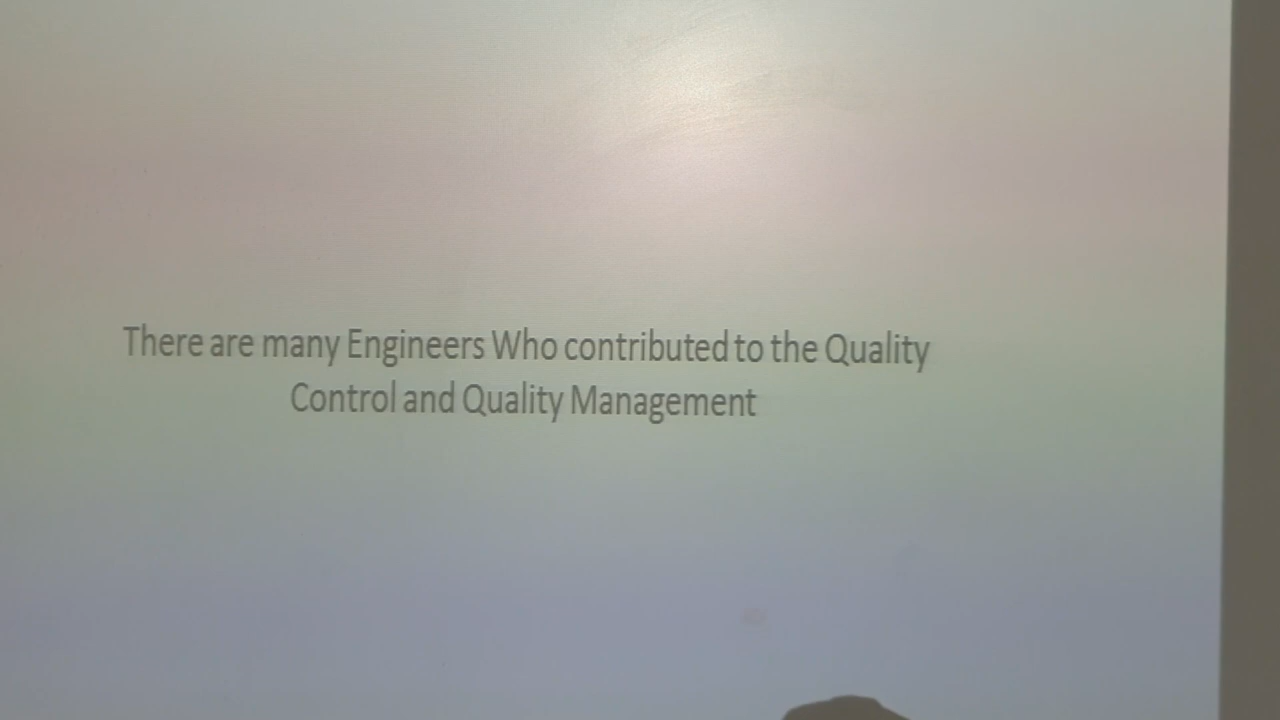 There are many Engineers Who contributed to the Quality
Control and Quality Management